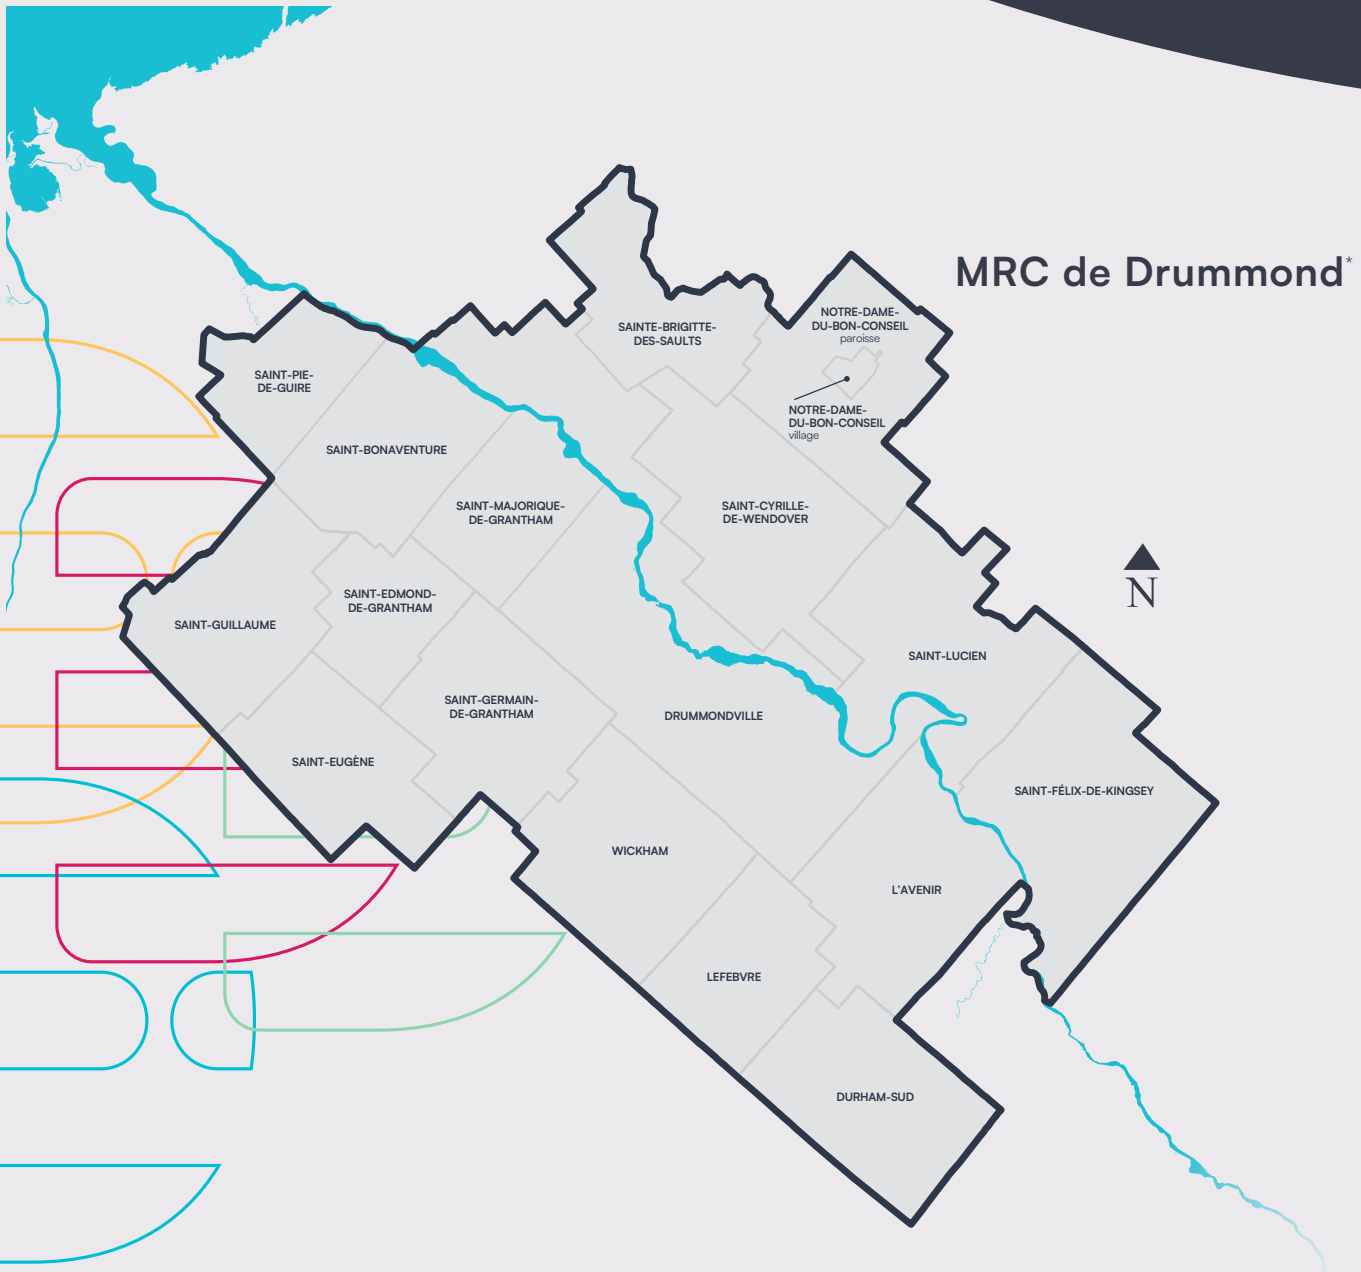 MRC de Drummond*
SAINTE-BRIGITTE-
DES-SAULTS
NOTRE-DAME-
DU-BON-CONSEIL
paroisse
NOTRE-DAME-
DU-BON-CONSEIL
village
SAINT-PIE-
DE-GUIRE
SAINT-BONAVENTURE
SAINT-MAJORIQUE-
DE-GRANTHAM
SAINT-CYRILLE-
DE-WENDOVER
N
SAINT-EDMOND-
DE-GRANTHAM
SAINT-GUILLAUME
SAINT-LUCIEN
SAINT-GERMAIN-
DE-GRANTHAM
DRUMMONDVILLE
SAINT-EUGÈNE
SAINT-FÉLIX-DE-KINGSEY
WICKHAM
L'AVENIR
LEFEBVRE
DURHAM-SUD